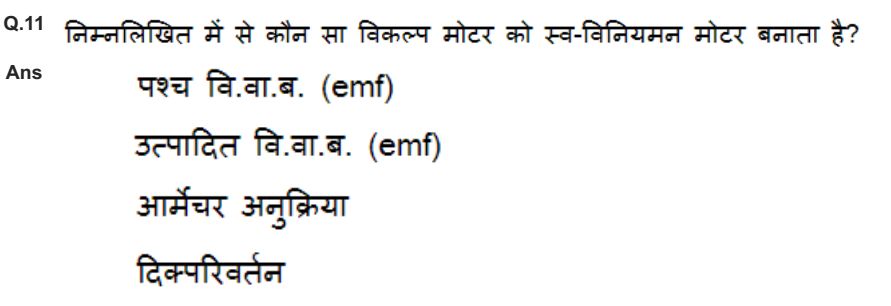 Q.11 निम्नलिखित में से कौन सा विकल्प मोटर को स्व-विनियमन मोटर बनाता है?
Ans
पश्च वि.वा.ब. (emf)
उत्पादित वि.वा.ब. (emf)
आर्मेचर अनुक्रिया
दिक्परिवर्तन